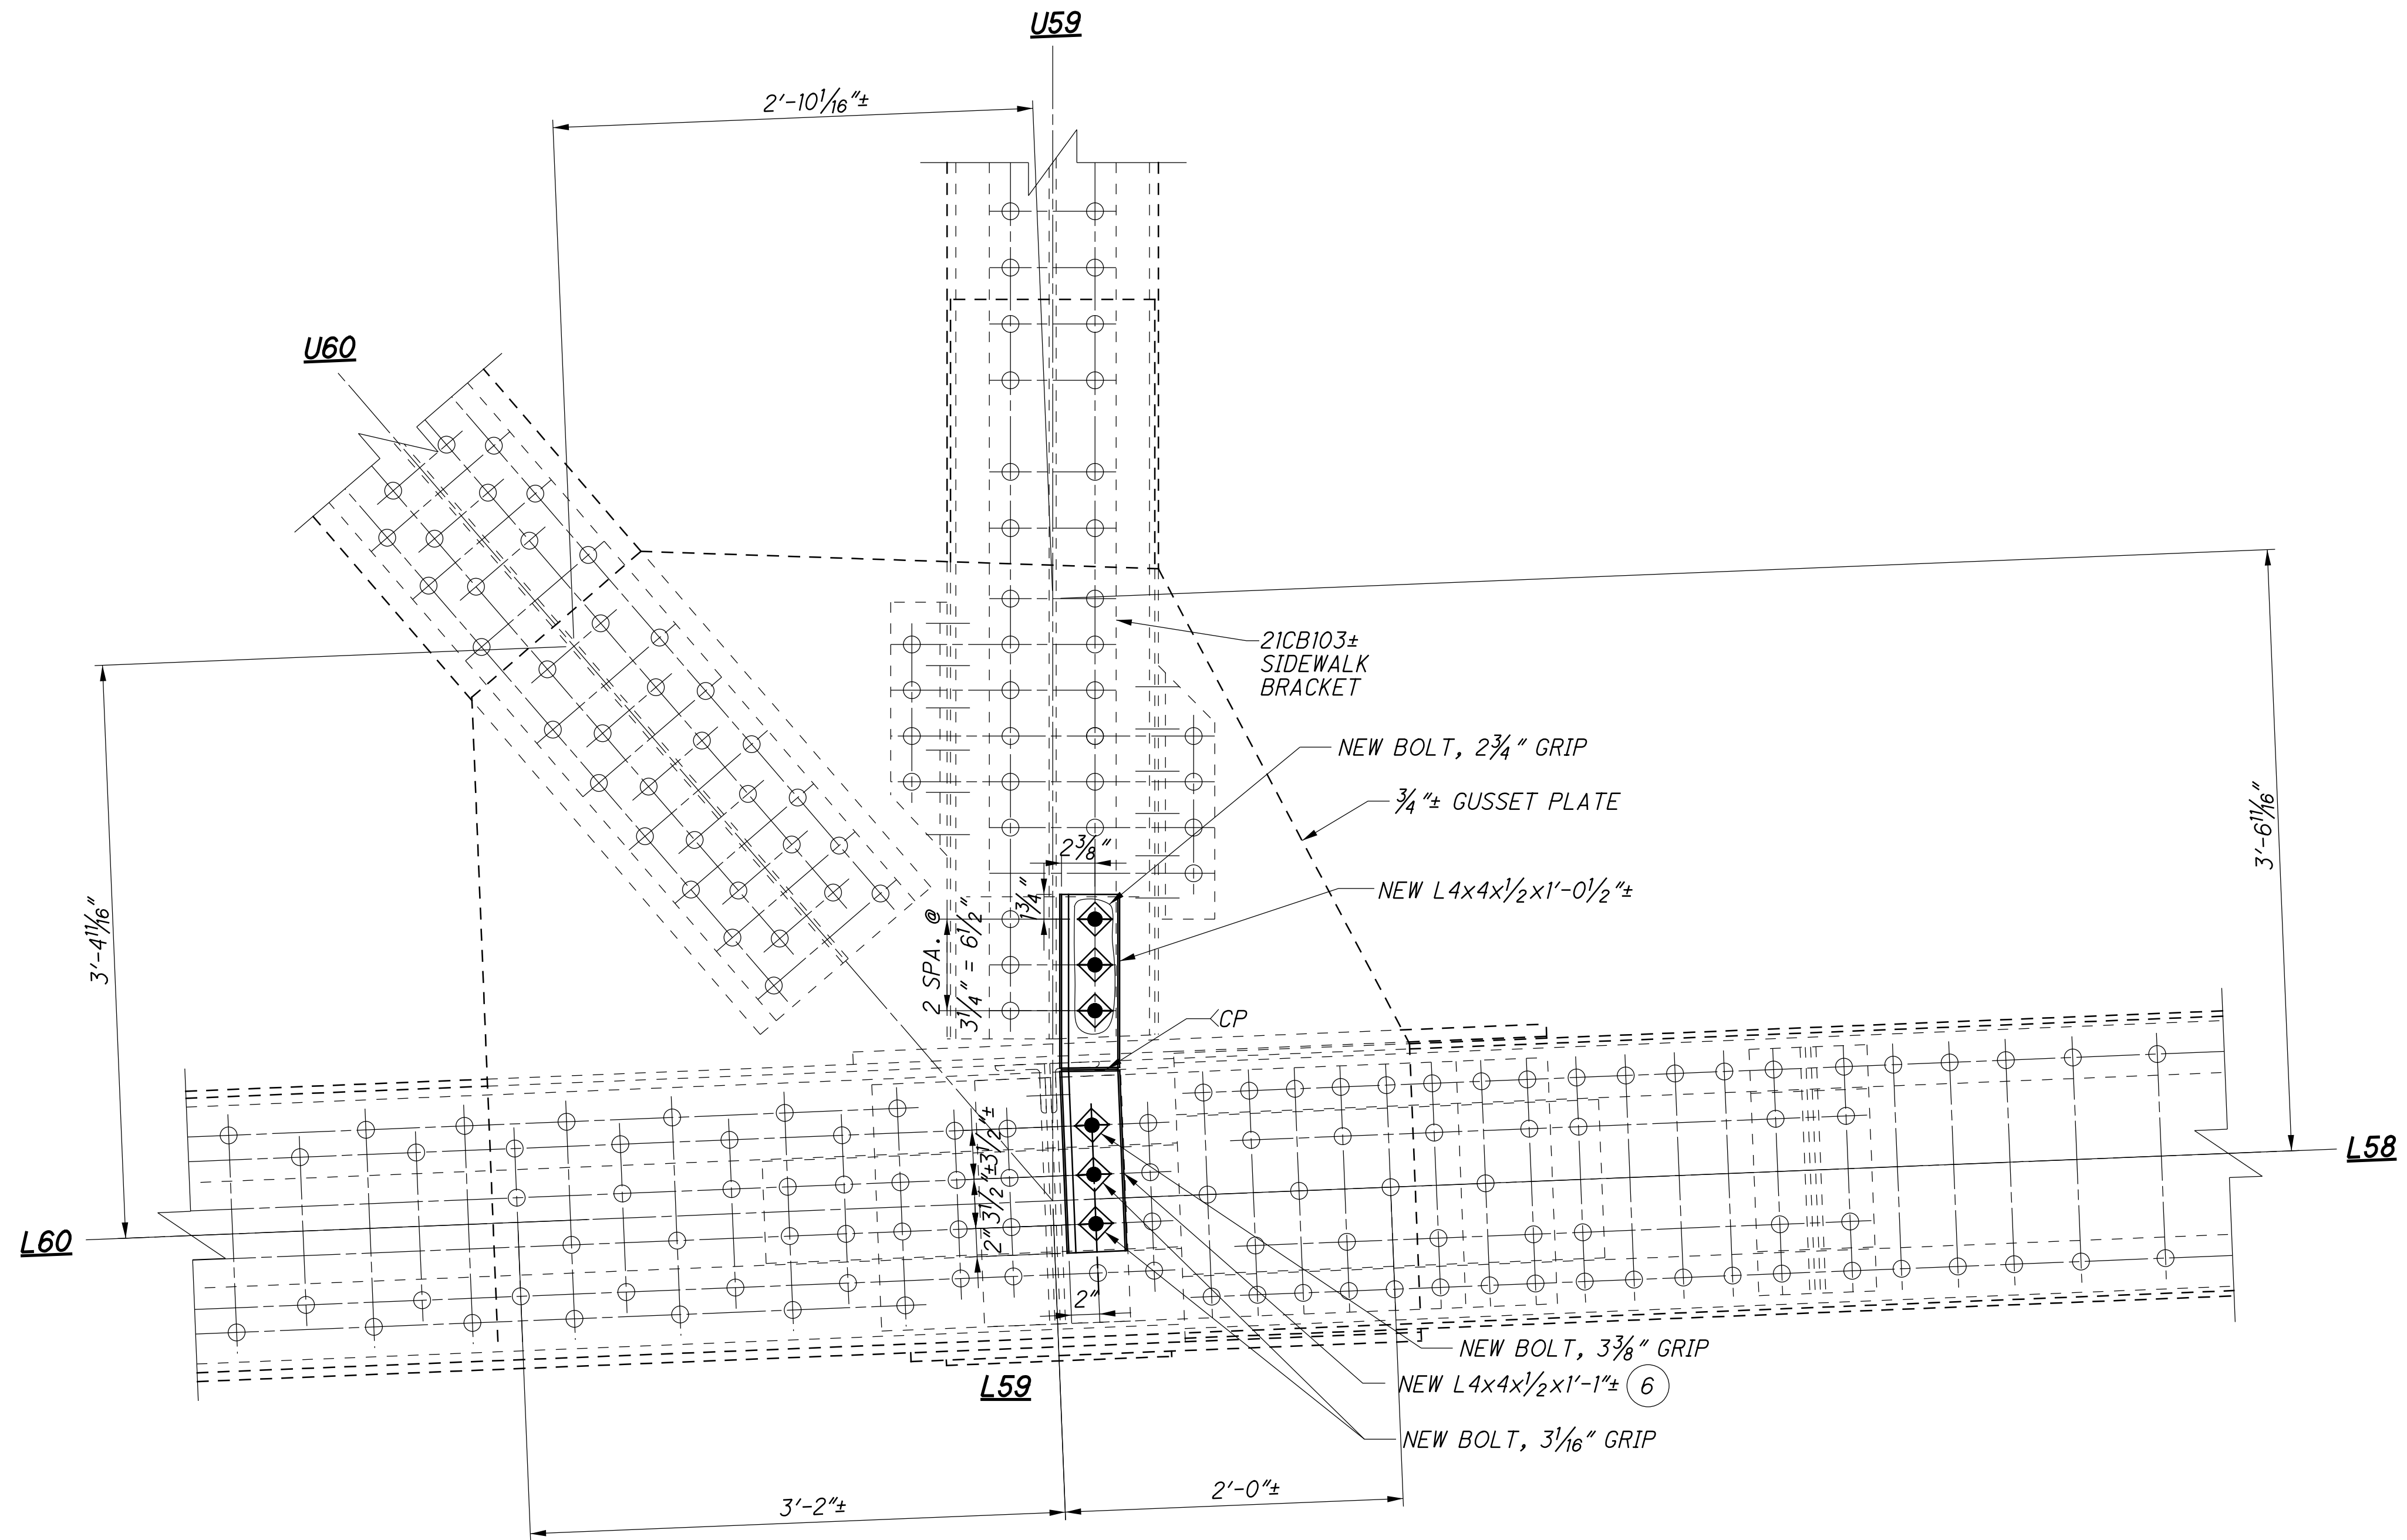 U59
2'-10 1/16"±
U60
21CB103±
SIDEWALK
BRACKET
NEW BOLT, 2 3/4" GRIP
3/4"± GUSSET PLATE
3'-6 11/16"
2 3/8"
1 3/4"
NEW L4x4x1/2x1'-0 1/2"±
3'-4 11/16"
2 SPA. @
3 1/4" = 6 1/2"
CP
3 1/2"±
3 1/2"±
2"
L58
L60
2"
NEW BOLT, 3 3/8" GRIP
L59
NEW L4x4x1/2x1'-1"± 6
NEW BOLT, 3 1/16" GRIP
3'-2"±
2'-0"±